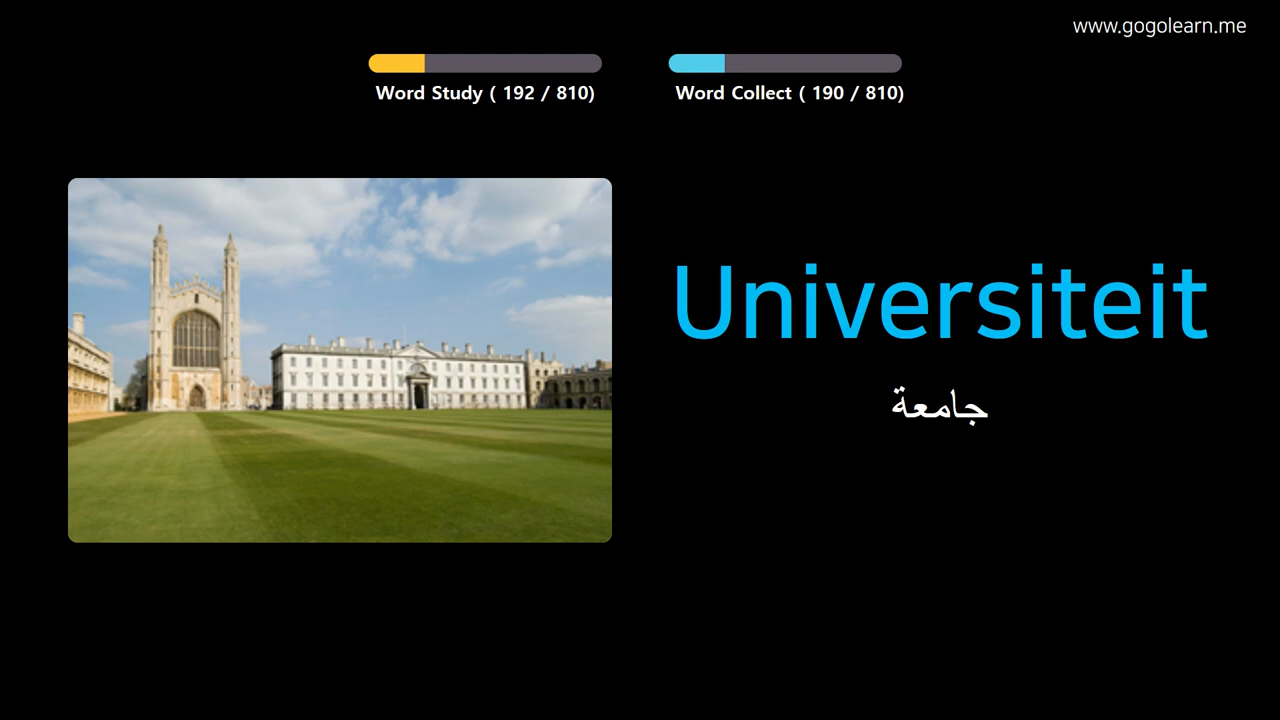 www.gogolearn.me
Word Study ( 192 / 810)
Word Collect ( 190 / 810)
Universiteit
جامعة